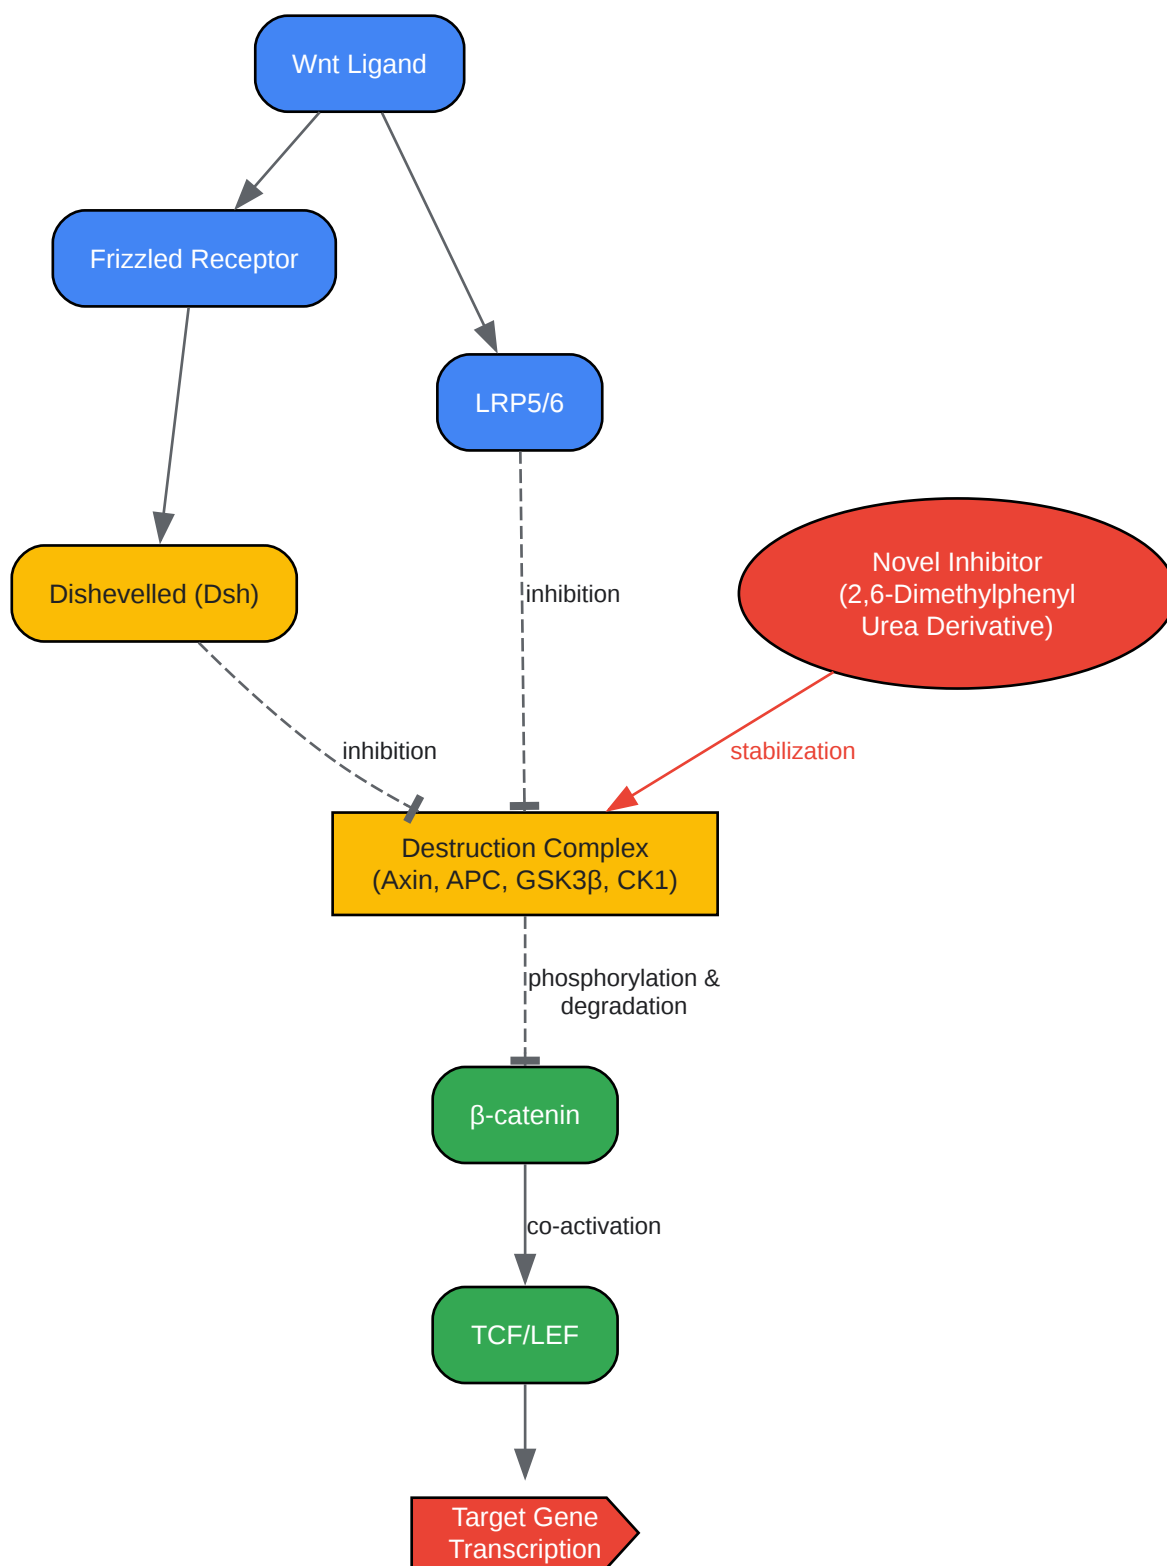 Wnt Ligand
Frizzled Receptor
LRP5/6
Novel Inhibitor
(2,6-Dimethylphenyl
Urea Derivative)
Dishevelled (Dsh)
inhibition
inhibition
stabilization
Destruction Complex
(Axin, APC, GSK3β, CK1)
phosphorylation &
degradation
β-catenin
co-activation
TCF/LEF
Target Gene
Transcription